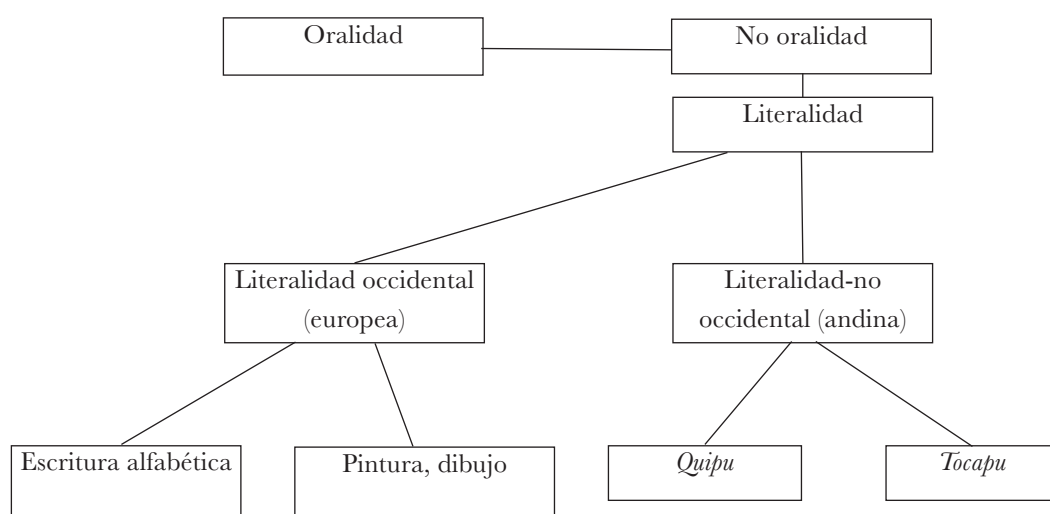 Oralidad
No oralidad
Literalidad
Literalidad occidental
(europea)
Literalidad-no
occidental (andina)
Escritura alfabética
Pintura, dibujo
Quipu
Tocapu